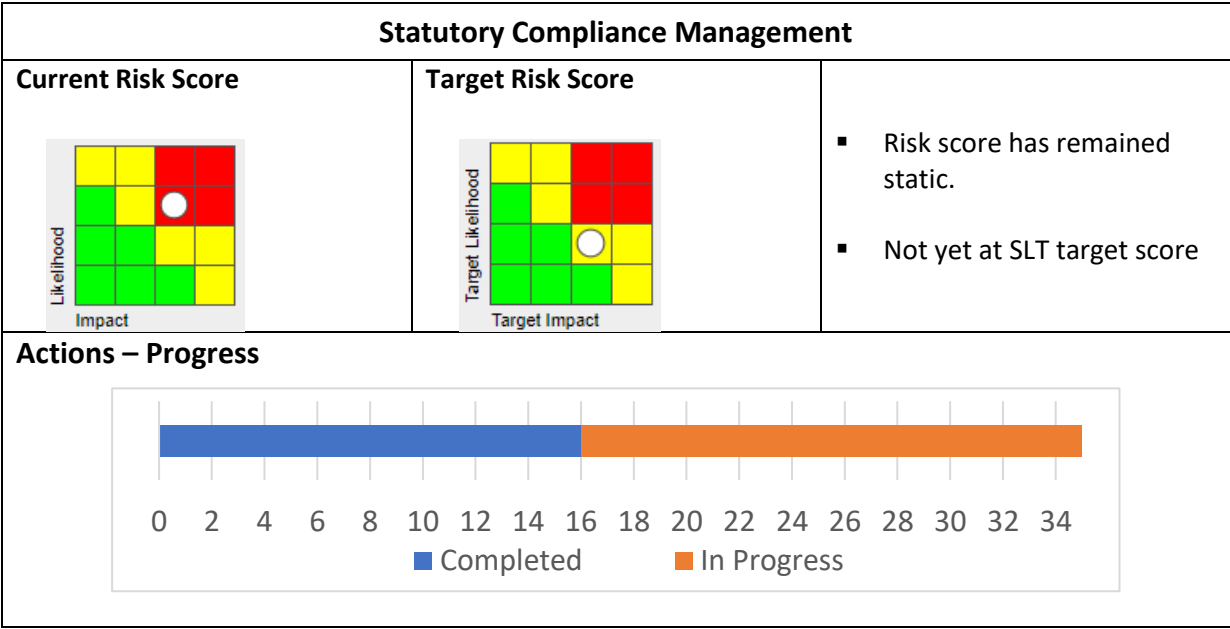 Statutory Compliance Management
Current Risk Score
Target Risk Score
Likelihood
Impact
Target Likelihood
Target Impact
▪ Risk score has remained
static.
▪ Not yet at SLT target score
Actions – Progress
0 2 4 6 8 10 12 14 16 18 20 22 24 26 28 30 32 34
Completed In Progress